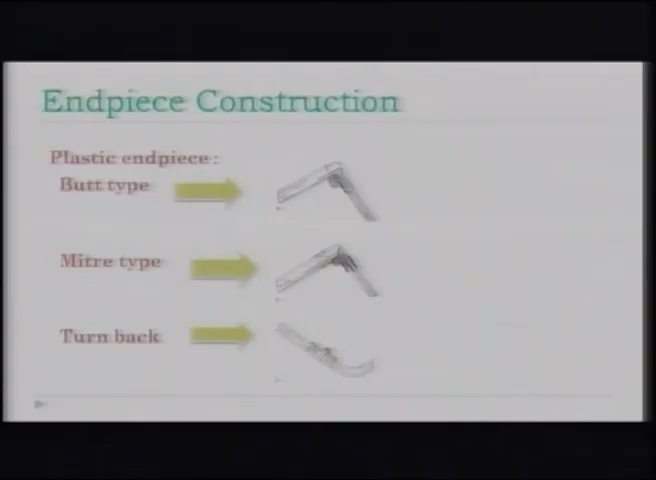 Endpiece Construction
Plastic endpiece :
Butt type
Mitre type
Turn back